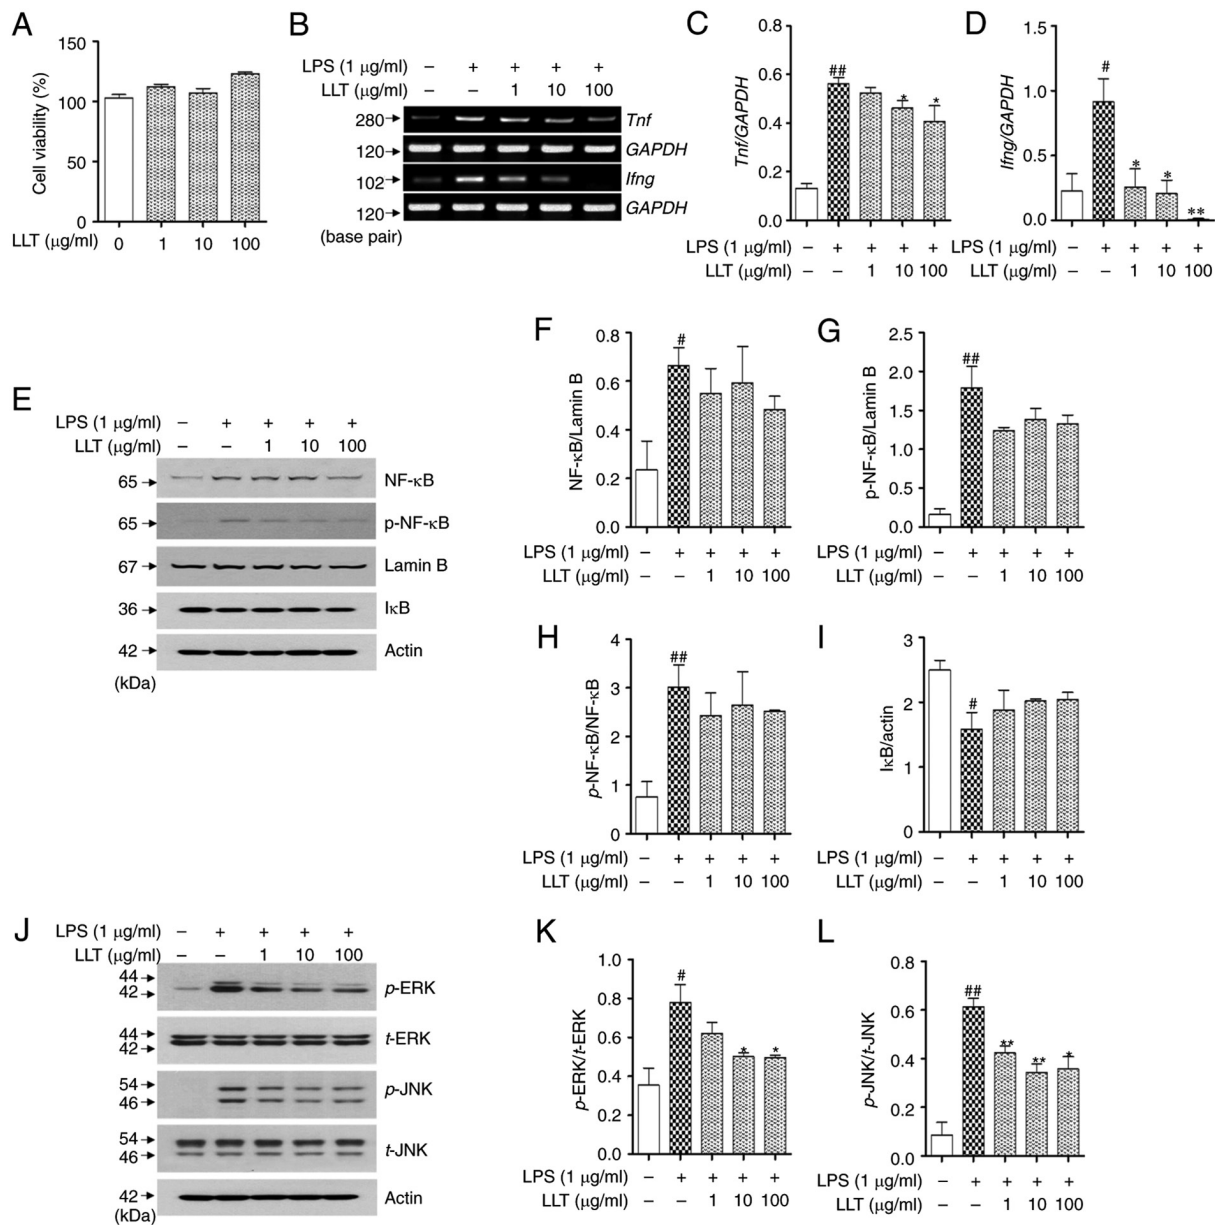 A
Cell viability (%)
150
100
50
0
LLT (μg/ml)
0 1 10 100
B
LPS (1 μg/ml) – + + + +
LLT (μg/ml) – – 1 10 100
280 Tnf
120 GAPDH
102 Ifng
120 GAPDH
(base pair)
C
Tnf/GAPDH
0.8
0.6
0.4
0.2
0.0
##
*
*
LPS (1 μg/ml) – + + + +
LLT (μg/ml) – – 1 10 100
D
Ifng/GAPDH
1.5
1.0
0.5
0.0
#
*
*
**
LPS (1 μg/ml) – + + + +
LLT (μg/ml) – – 1 10 100
E
LPS (1 μg/ml) – + + + +
LLT (μg/ml) – – 1 10 100
65 NF-κB
65 p-NF-κB
67 Lamin B
36 IκB
42 Actin
(kDa)
F
NF-κB/Lamin B
0.8
0.6
0.4
0.2
0.0
#
LPS (1 μg/ml) – + + + +
LLT (μg/ml) – – 1 10 100
G
p-NF-κB/Lamin B
2.5
2.0
1.5
1.0
0.5
0.0
##
LPS (1 μg/ml) – + + + +
LLT (μg/ml) – – 1 10 100
H
p-NF-κB/NF-κB
4
3
2
1
0
##
LPS (1 μg/ml) – + + + +
LLT (μg/ml) – – 1 10 100
I
IκB/actin
3
2
1
0
#
LPS (1 μg/ml) – + + + +
LLT (μg/ml) – – 1 10 100
J
LPS (1 μg/ml) – + + + +
LLT (μg/ml) – – 1 10 100
44
42 p-ERK
44 t-ERK
42
54 p-JNK
46
54 t-JNK
46
42 Actin
(kDa)
K
p-ERK/t-ERK
1.0
0.8
0.6
0.4
0.2
0.0
#
*
*
LPS (1 μg/ml) – + + + +
LLT (μg/ml) – – 1 10 100
L
p-JNK/t-JNK
0.8
0.6
0.4
0.2
0.0
##
**
**
*
LPS (1 μg/ml) – + + + +
LLT (μg/ml) – – 1 10 100